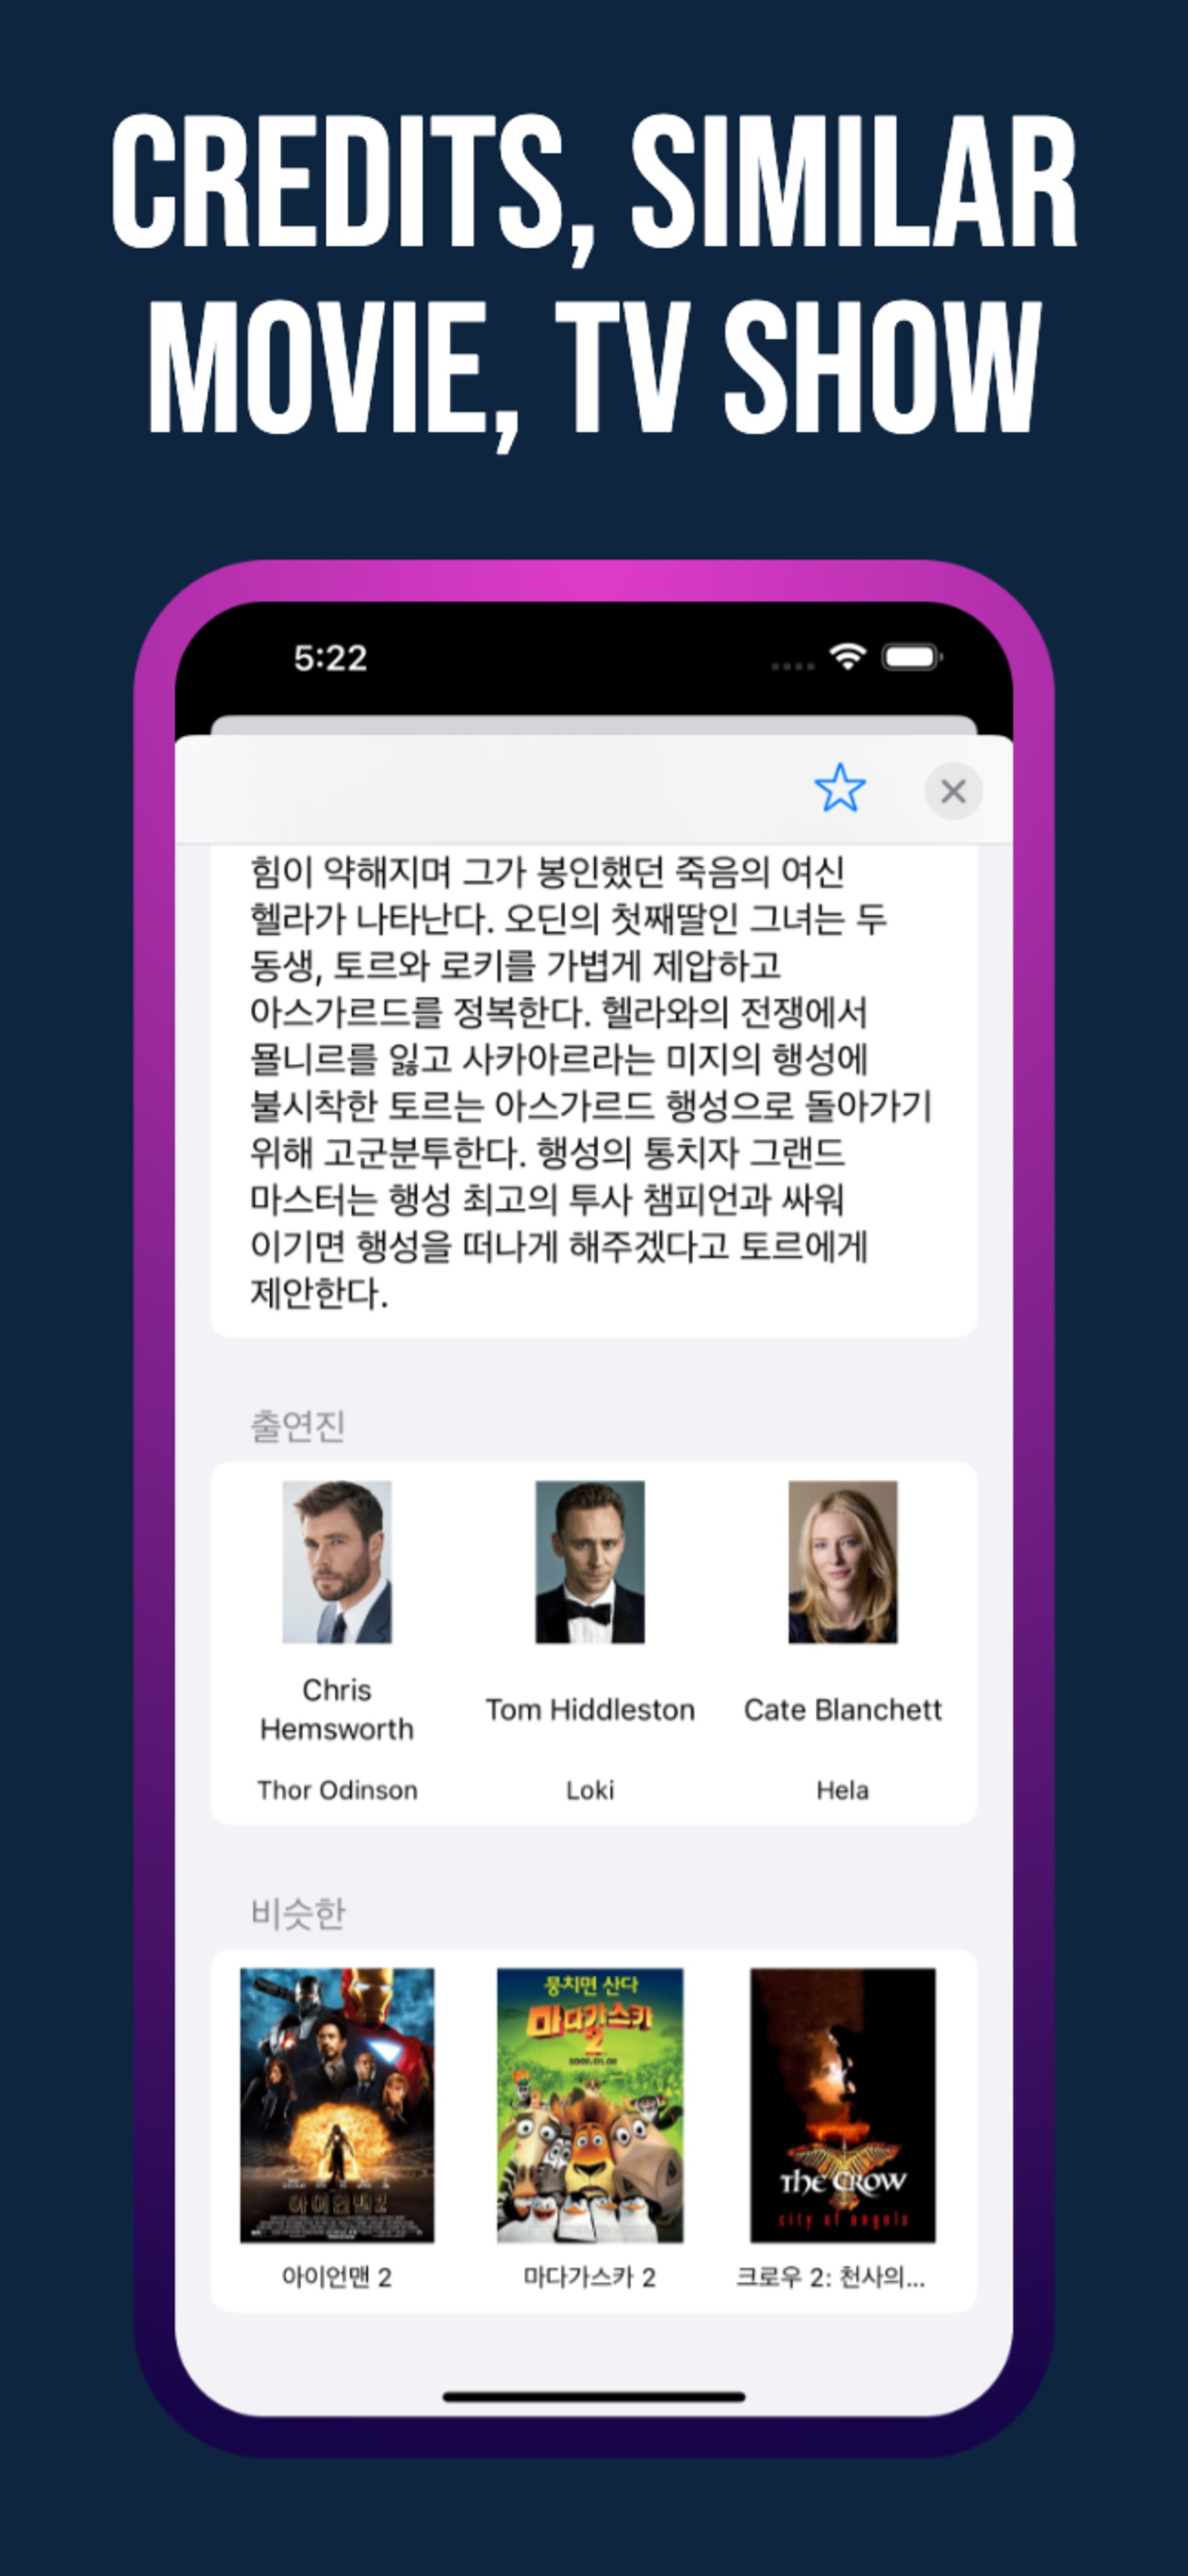 CREDITS, SIMILAR
MOVIE, TV SHOW
5:22
힘이 약해지며 그가 봉인했던 죽음의 여신
헬라가 나타난다. 오딘의 첫째딸인 그녀는 두
동생, 토르와 로키를 가볍게 제압하고
아스가르드를 정복한다. 헬라와의 전쟁에서
묠니르를 잃고 사카아르라는 미지의 행성에
불시착한 토르는 아스가르드 행성으로 돌아가기
위해 고군분투한다. 행성의 통치자 그랜드
마스터는 행성 최고의 투사 챔피언과 싸워
이기면 행성을 떠나게 해주겠다고 토르에게
제안한다.
출연진
Chris
Hemsworth
Tom Hiddleston
Cate Blanchett
Thor Odinson
Loki
Hela
비슷한
아이언맨2
뭉치면 산다
마다가스카
2
The Crow
city of angels
아이언맨 2
마다가스카 2
크로우 2: 천사의...